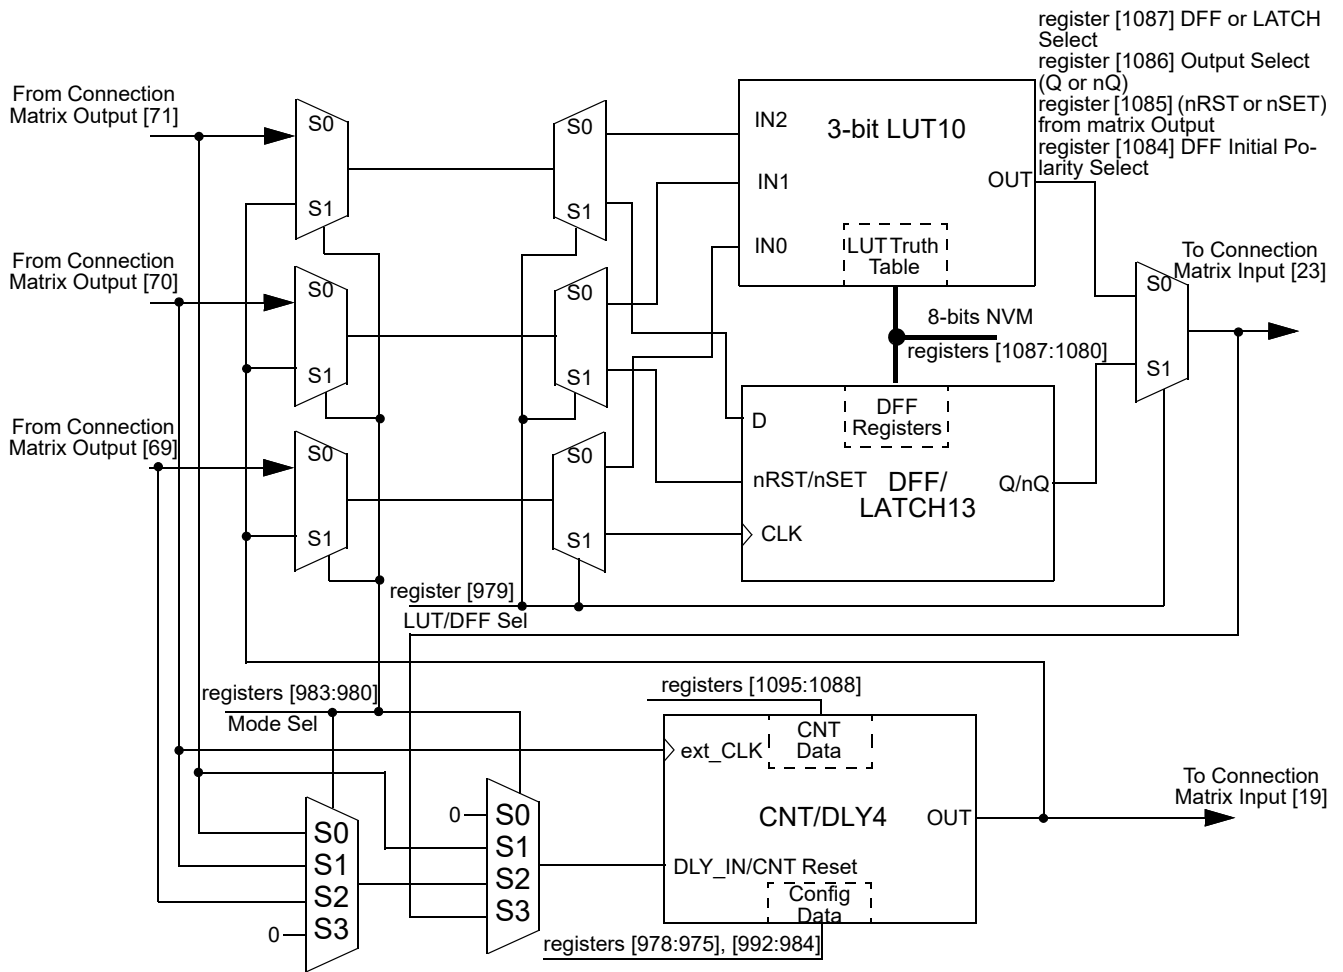 register [1087] DFF or LATCH
Select
register [1086] Output Select
(Q or nQ)
register [1085] (nRST or nSET)
from matrix Output
register [1084] DFF Initial Po-
larity Select
From Connection
Matrix Output [71]
S0
S1
S0
S1
IN2
IN1
IN0
3-bit LUT10
OUT
LUT Truth
Table
From Connection
Matrix Output [70]
S0
S1
S0
S1
8-bits NVM
registers [1087:1080]
To Connection
Matrix Input [23]
S0
S1
From Connection
Matrix Output [69]
S0
S1
S0
S1
D
nRST/nSET
CLK
DFF
Registers
DFF/
LATCH13
Q/nQ
register [979]
LUT/DFF Sel
registers [983:980]
Mode Sel
registers [1095:1088]
ext_CLK
CNT
Data
CNT/DLY4
OUT
DLY_IN/CNT Reset
Config
Data
To Connection
Matrix Input [19]
0
S0
S1
S2
S3
S0
S1
S2
S3
0
registers [978:975], [992:984]